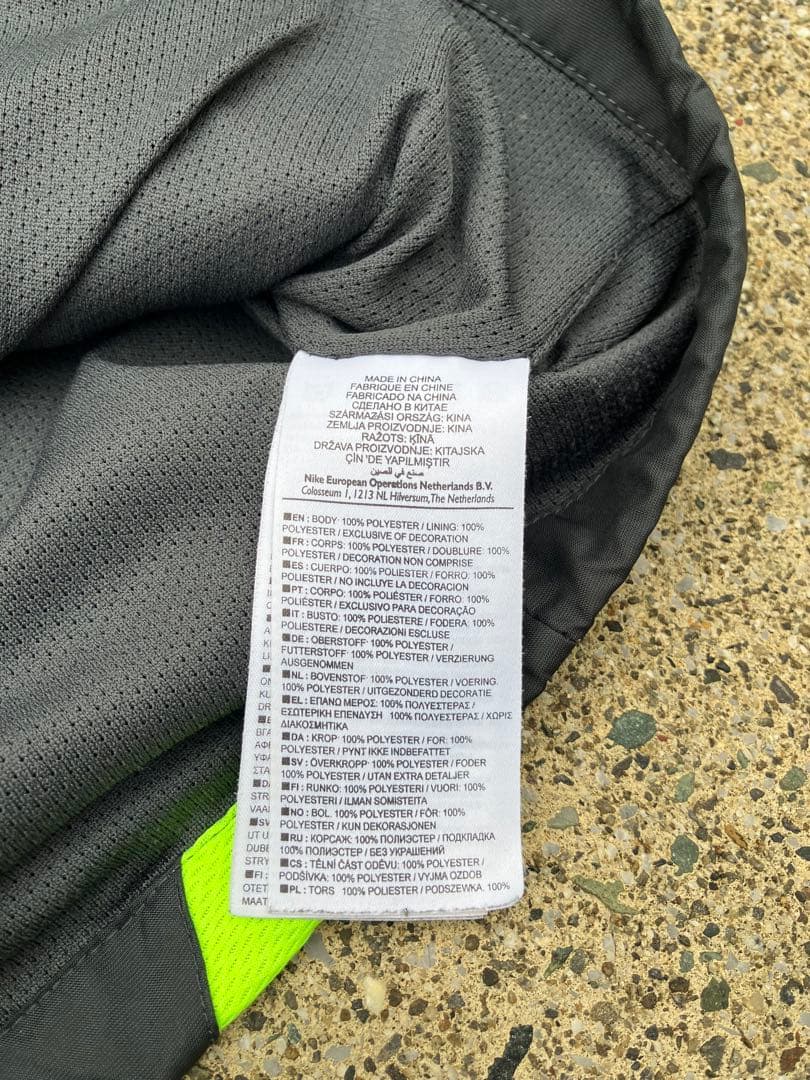 MADE IN CHINA
FABRIQUE EN CHINE
FABRICADO NA CHINA
СДЕЛАНО В КИТАЕ
SZÁRMAZÁSI ORSZÁG: KINA
ZEMLJA PROIZVODNJE: KINA
RAŽOTS: ĶĪNĀ
DRŽAVA PROIZVODNJE: KITAJSKA
ÇİN 'DE YAPILMIŞTIR
صنع في للصين
Nike European Operations Netherlands B.V.
Colosseum 1, 1213 NL Hilversum, The Netherlands
EN : BODY: 100% POLYESTER / LINING: 100%
POLYESTER / EXCLUSIVE OF DECORATION
FR : CORPS: 100% POLYESTER / DOUBLURE: 100%
POLYESTER / DECORATION NON COMPRISE
ES : CUERPO: 100% POLIESTER / FORRO: 100%
POLIESTER / NO INCLUYE LA DECORACION
PT : CORPO: 100% POLIÉSTER / FORRO: 100%
POLIÉSTER / EXCLUSIVO PARA DECORAÇÃO
IT : BUSTO: 100% POLIESTERE / FODERA: 100%
POLIESTERE / DECORAZIONI ESCLUSE
DE : OBERSTOFF: 100% POLYESTER /
FUTTERSTOFF: 100% POLYESTER / VERZIERUNG
AUSGENOMMEN
NL : BOVENSTOF: 100% POLYESTER / VOERING:
100% POLYESTER / UITGEZONDERD DECORATIE
EL : ΕΠΑΝΩ ΜΕΡΟΣ: 100% ΠΟΛΥΕΣΤΕΡΑΣ /
ΕΣΩΤΕΡΙΚΗ ΕΠΕΝΔΥΣΗ: 100% ΠΟΛΥΕΣΤΕΡΑΣ / ΧΩΡΙΣ
ΔΙΑΚΟΣΜΗΤΙΚΑ
DA : KROP: 100% POLYESTER / FOR: 100%
POLYESTER / PYNT IKKE INDBEFATTET
SV : ÖVERKROPP: 100% POLYESTER / FODER
100% POLYESTER / UTAN EXTRA DETALJER
FI : RUNKO: 100% POLYESTERI / VUORI: 100%
POLYESTERI / ILMAN SOMISTEITA
NO : BOL: 100% POLYESTER / FÔR: 100%
POLYESTER / KUN DEKORASJONEN
RU : КОРСАЖ: 100% ПОЛИЭСТЕР / ПОДКЛАДКА
100% ПОЛИЭСТЕР / БЕЗ УКРАШЕНИЙ
CS : TĚLNÍ ČÁST ODĚVU: 100% POLYESTER /
PODŠÍVKA: 100% POLYESTER / VYJMA OZDOB
PL : TORS: 100% POLIESTER / PODSZEWKA: 100%